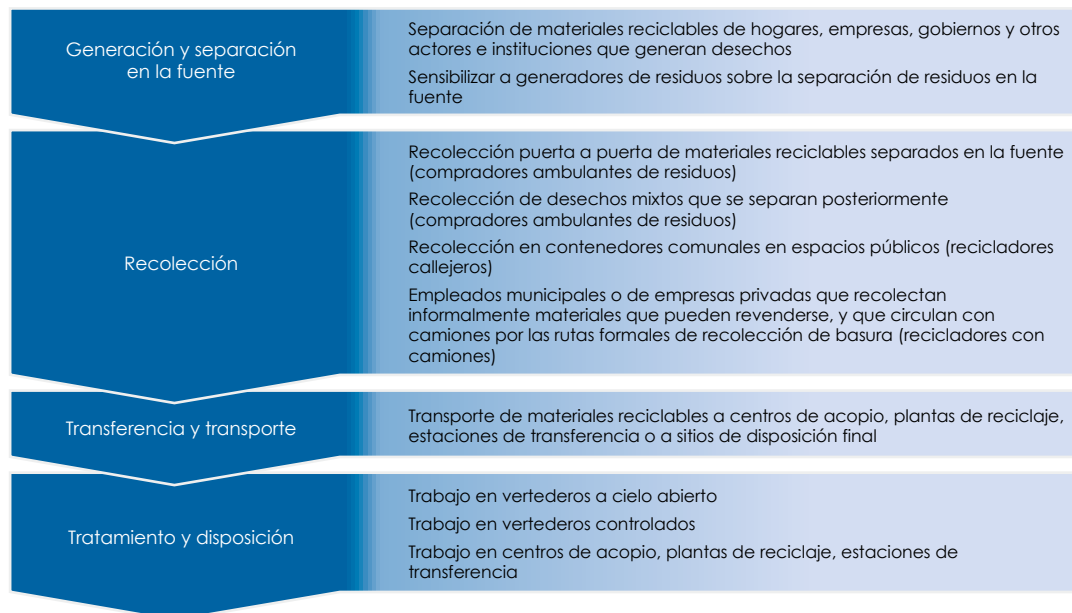 Generación y separación
en la fuente
Separación de materiales reciclables de hogares, empresas, gobiernos y otros
actores e instituciones que generan desechos
Sensibilizar a generadores de residuos sobre la separación de residuos en la
fuente
Recolección
Recolección puerta a puerta de materiales reciclables separados en la fuente
(compradores ambulantes de residuos)
Recolección de desechos mixtos que se separan posteriormente
(compradores ambulantes de residuos)
Recolección en contenedores comunales en espacios públicos (recicladores
callejeros)
Empleados municipales o de empresas privadas que recolectan
informalmente materiales que pueden revenderse, y que circulan con
camiones por las rutas formales de recolección de basura (recicladores con
camiones)
Transferencia y transporte
Transporte de materiales reciclables a centros de acopio, plantas de reciclaje,
estaciones de transferencia o a sitios de disposición final
Tratamiento y disposición
Trabajo en vertederos a cielo abierto
Trabajo en vertederos controlados
Trabajo en centros de acopio, plantas de reciclaje, estaciones de
transferencia